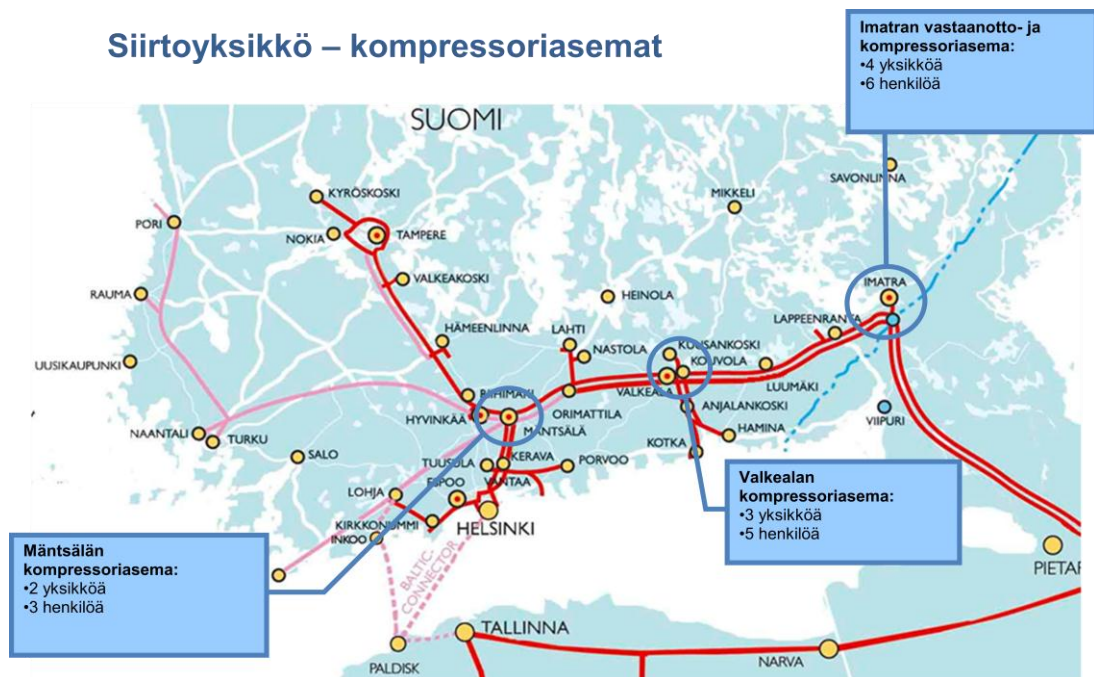 Siirtoyksikkö – kompressoriasemat
Imatran vastaanotto- ja
kompressoriasema:
•4 yksikköä
•6 henkilöä
SUOMI
SAVONLINNA
KYRÖSKOSKI
MIKKELI
PORI
NOKIA
TAMPERE
VALKEAKOSKI
IMATRA
RAUMA
HEINOLA
LAPPEENRANTA
HÄMEENLINNA
LAHTI
NASTOLA
KUUSANKOSKI
KOUVOLA
UUSIKAUPUNKI
LUUMÄKI
VALKEALA
RIIHIMÄKI
ORIMATTILA
ANJALANKOSKI
HYVINKÄÄ
MÄNTSÄLÄ
VIIPURI
HAMINA
NAANTALI
TURKU
KOTKA
SALO
TUUSULA
KERAVA
PORVOO
VANTAA
ESPOO
LOHJA
KIRKKONUMMI
HELSINKI
INKOO
Valkealan
kompressoriasema:
•3 yksikköä
•5 henkilöä
Mäntsälän
kompressoriasema:
•2 yksikköä
•3 henkilöä
BALTIC-
CONNECTOR
PIETAR
TALLINNA
PALDISK
NARVA